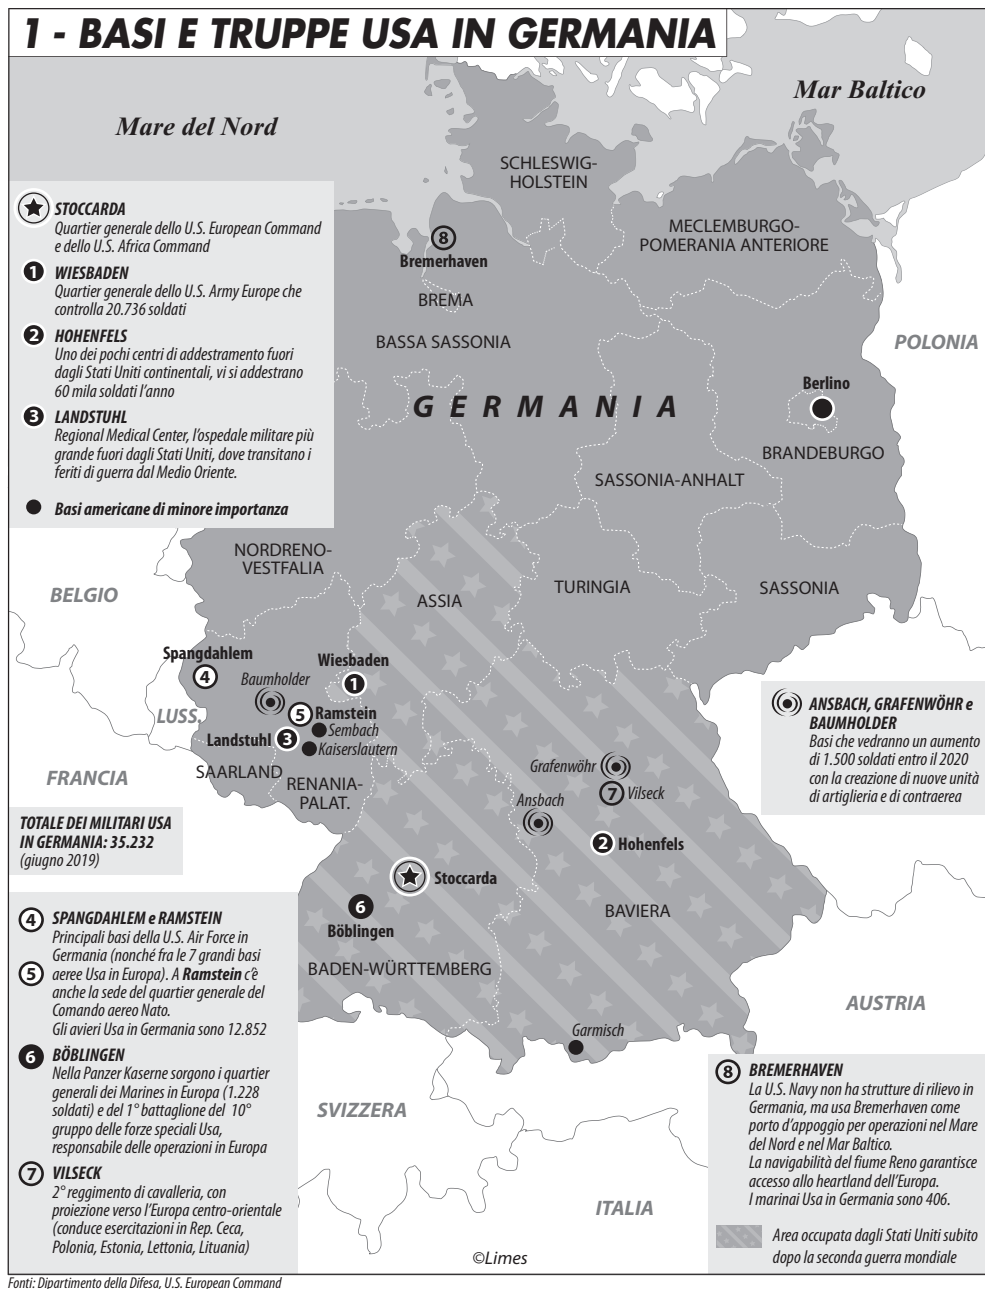 1 - BASI E TRUPPE USA IN GERMANIA
Mare del Nord
Mar Baltico
STOCCARDA
Quartier generale dello U.S. European Command
e dello U.S. Africa Command
1 WIESBADEN
Quartier generale dello U.S. Army Europe che
controlla 20.736 soldati
2 HOHENFELS
Uno dei pochi centri di addestramento fuori
dagli Stati Uniti continentali, vi si addestrano
60 mila soldati l'anno
3 LANDSTUHL
Regional Medical Center, l'ospedale militare più
grande fuori dagli Stati Uniti, dove transitano i
feriti di guerra dal Medio Oriente.
Basi americane di minore importanza
SCHLESWIG-
HOLSTEIN
MECLEMBURGO-
POMERANIA ANTERIORE
8
Bremerhaven
BREMA
BASSA SASSONIA
POLONIA
GERMANIA
Berlino
BRANDEBURGO
SASSONIA-ANHALT
NORDRENO-
VESTFALIA
BELGIO
ASSIA
TURINGIA
SASSONIA
Spangdahlem
4
Wiesbaden
1
Baumholder
LUSS.
5 Ramstein
Sembach
Landstuhl 3
Kaiserslautern
FRANCIA
SAARLAND
RENANIA-
PALAT.
Grafenwöhr
7 Vilseck
Ansbach
2 Hohenfels
Stoccarda
6
Böblingen
BAVIERA
BADEN-WÜRTTEMBERG
Garmisch
AUSTRIA
SVIZZERA
ITALIA
ANSBACH, GRAFENWÖHR e
BAUMHOLDER
Basi che vedranno un aumento
di 1.500 soldati entro il 2020
con la creazione di nuove unità
di artiglieria e di contraerea
TOTALE DEI MILITARI USA
IN GERMANIA: 35.232
(giugno 2019)
4 SPANGDAHLEM e RAMSTEIN
Principali basi della U.S. Air Force in
Germania (nonché fra le 7 grandi basi
5 aeree Usa in Europa). A Ramstein c'è
anche la sede del quartier generale del
Comando aereo Nato.
Gli avieri Usa in Germania sono 12.852
6 BÖBLINGEN
Nella Panzer Kaserne sorgono i quartier
generali dei Marines in Europa (1.228
soldati) e del 1° battaglione del 10°
gruppo delle forze speciali Usa,
responsabile delle operazioni in Europa
7 VILSECK
2° reggimento di cavalleria, con
proiezione verso l'Europa centro-orientale
(conduce esercitazioni in Rep. Ceca,
Polonia, Estonia, Lettonia, Lituania)
8 BREMERHAVEN
La U.S. Navy non ha strutture di rilievo in
Germania, ma usa Bremerhaven come
porto d'appoggio per operazioni nel Mare
del Nord e nel Mar Baltico.
La navigabilità del fiume Reno garantisce
accesso allo heartland dell'Europa.
I marinai Usa in Germania sono 406.
Area occupata dagli Stati Uniti subito
dopo la seconda guerra mondiale
©Limes
Fonti: Dipartimento della Difesa, U.S. European Command